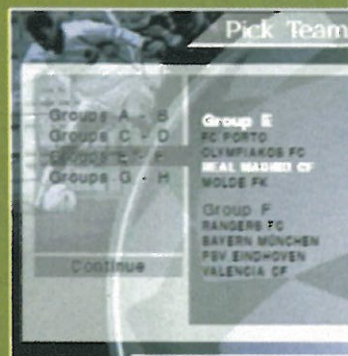 Pick Team
Groups A - B
Groups C - D
Groups E - F
Groups G - H
Continue
Group E
FC PORTO
OLYMPIAKOS FC
REAL MADRID CF
MOLDE FK
Group F
RANGERS FC
BAYERN MÜNCHEN
PSV EINDHOVEN
VALENCIA CF